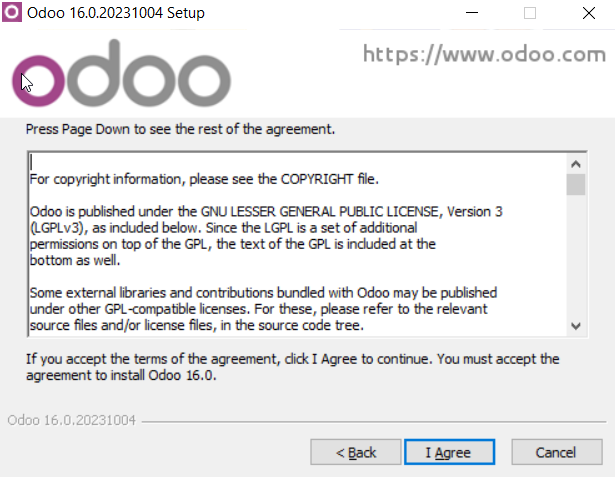 Odoo 16.0.20231004 Setup
odoo
https://www.odoo.com
Press Page Down to see the rest of the agreement.
For copyright information, please see the COPYRIGHT file.
Odoo is published under the GNU LESSER GENERAL PUBLIC LICENSE, Version 3
(LGPLv3), as included below. Since the LGPL is a set of additional
permissions on top of the GPL, the text of the GPL is included at the
bottom as well.
Some external libraries and contributions bundled with Odoo may be published
under other GPL-compatible licenses. For these, please refer to the relevant
source files and/or license files, in the source code tree.
If you accept the terms of the agreement, click I Agree to continue. You must accept the
agreement to install Odoo 16.0.
Odoo 16.0.20231004
< Back
I Agree
Cancel